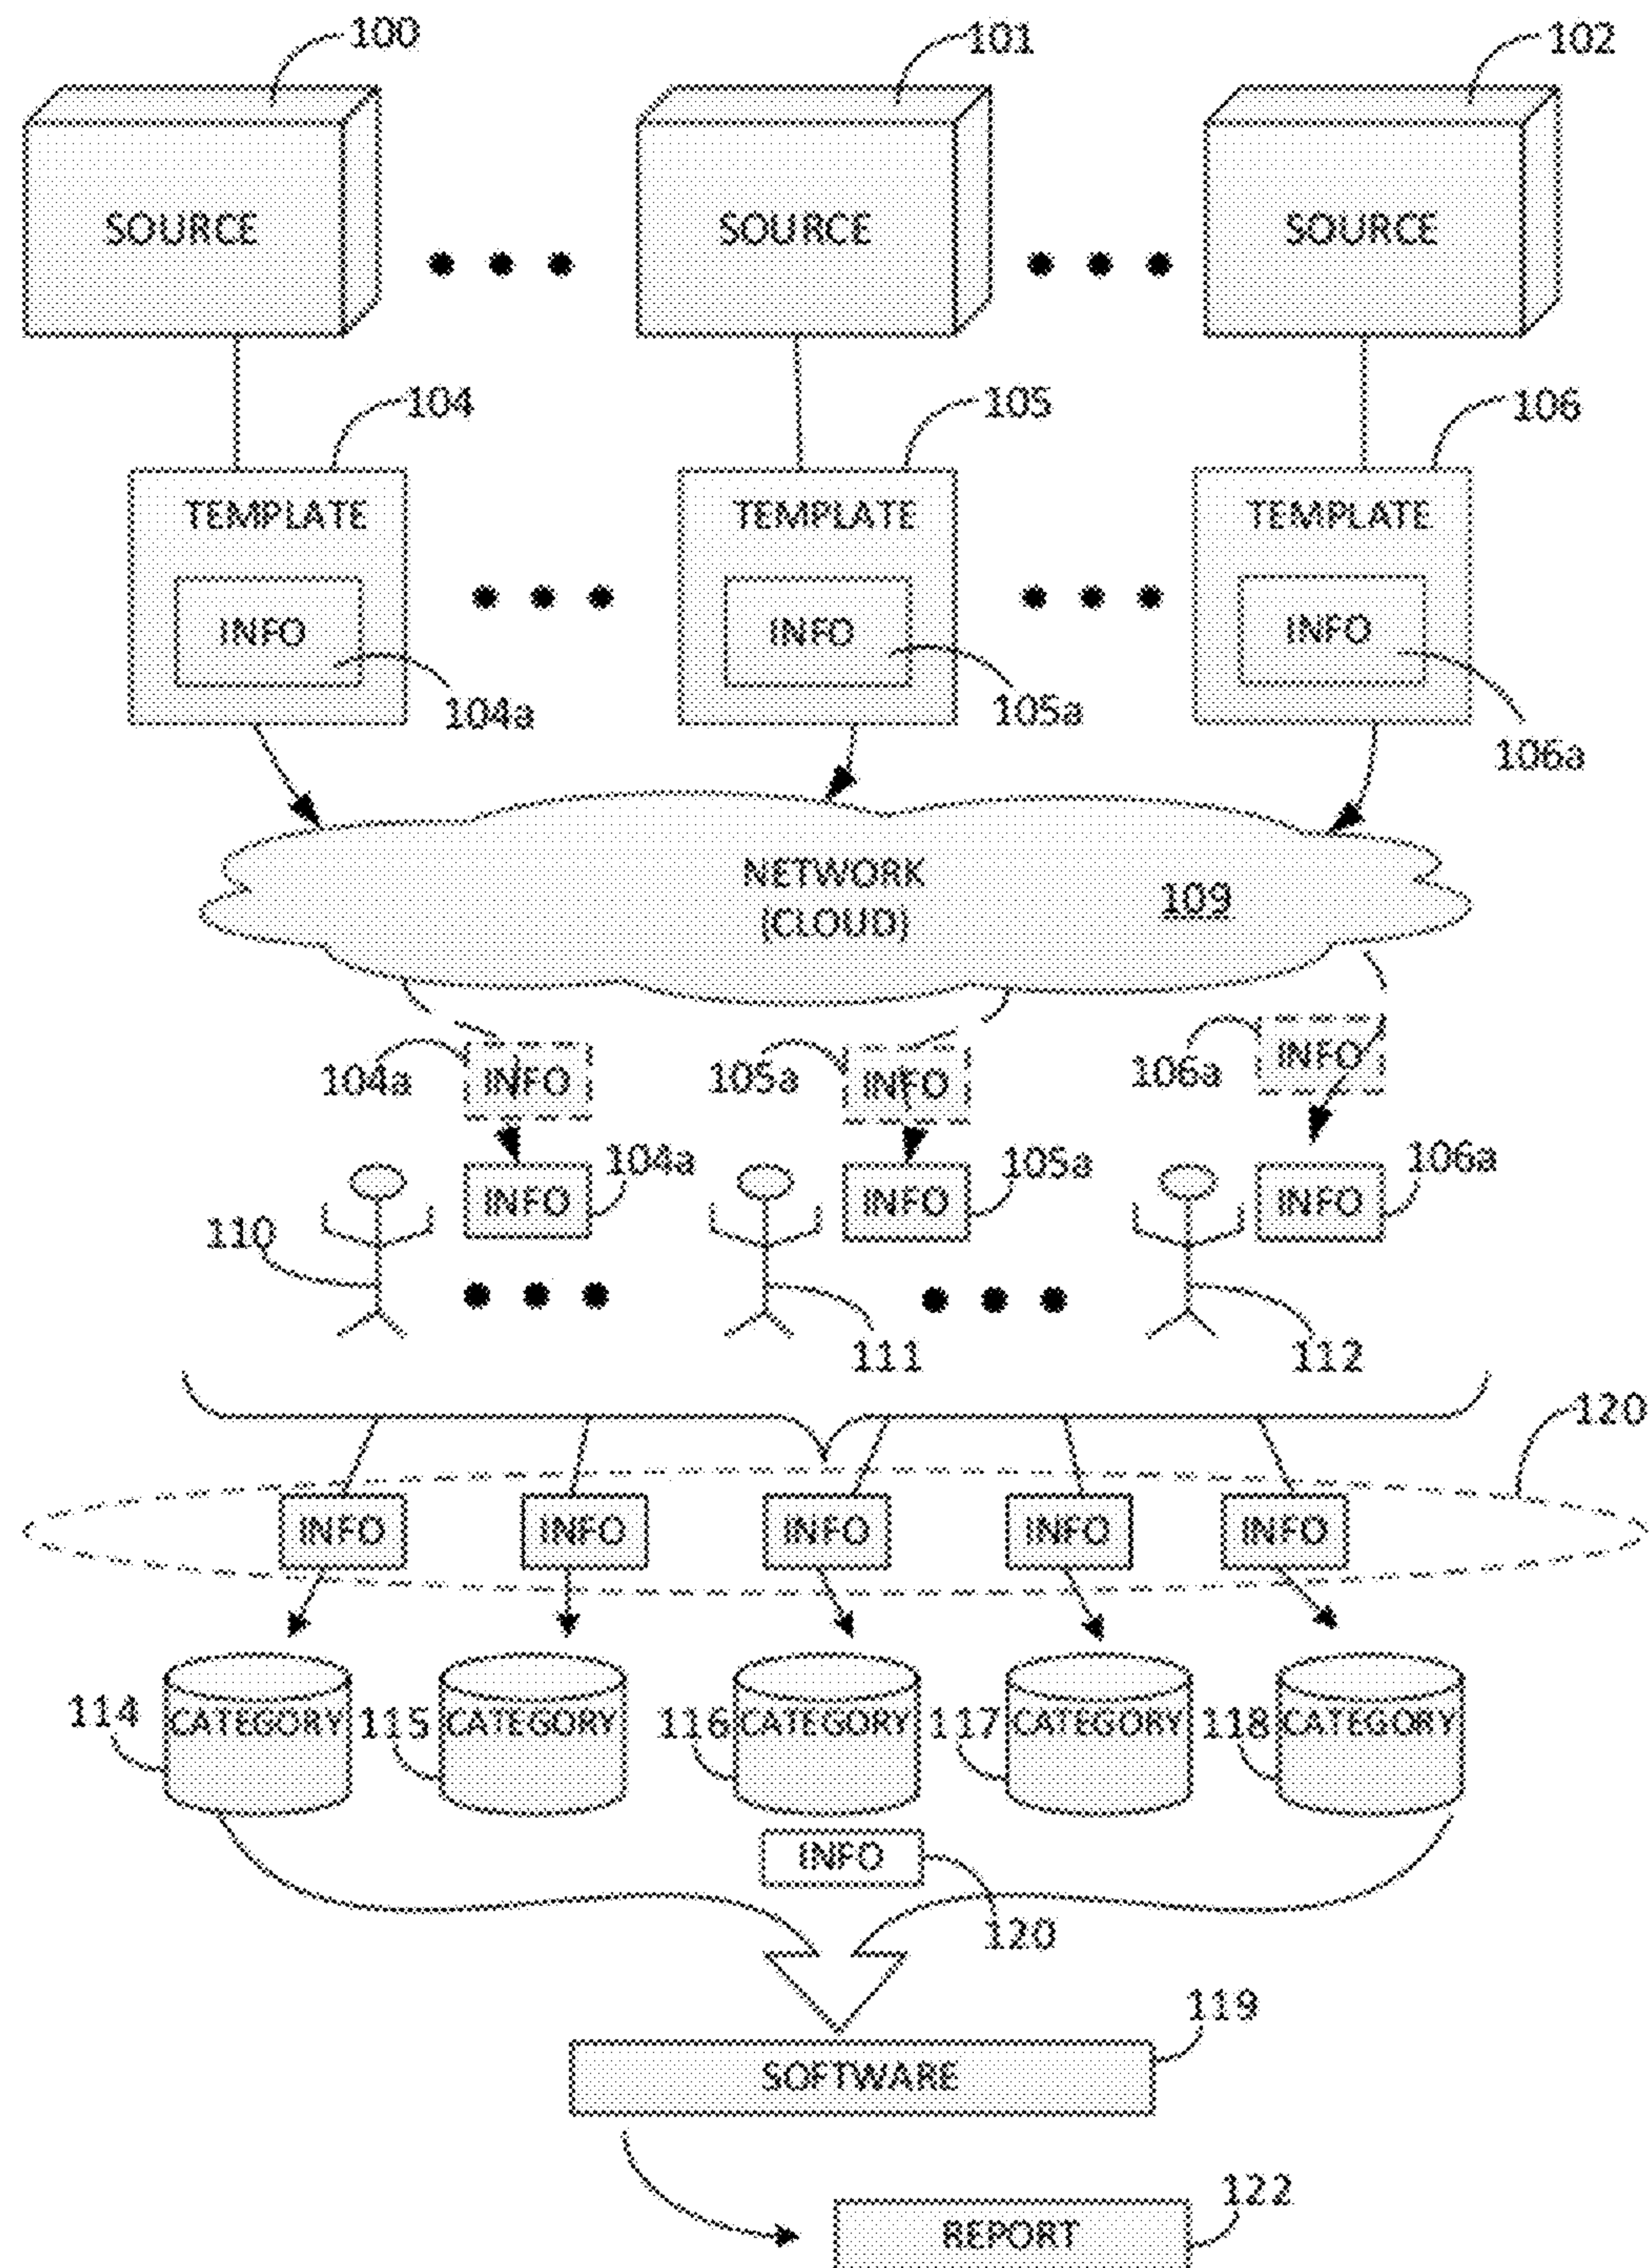 100
101
102
SOURCE
SOURCE
SOURCE
104
105
106
TEMPLATE
TEMPLATE
TEMPLATE
INFO
INFO
INFO
104a
105a
106a
NETWORK
(CLOUD)
109
104a
INFO
105a
INFO
106a
INFO
104a
105a
106a
INFO
INFO
INFO
110
111
112
120
INFO
INFO
INFO
INFO
INFO
114
CATEGORY
115
CATEGORY
116
CATEGORY
117
CATEGORY
118
CATEGORY
INFO
120
119
SOFTWARE
122
REPORT